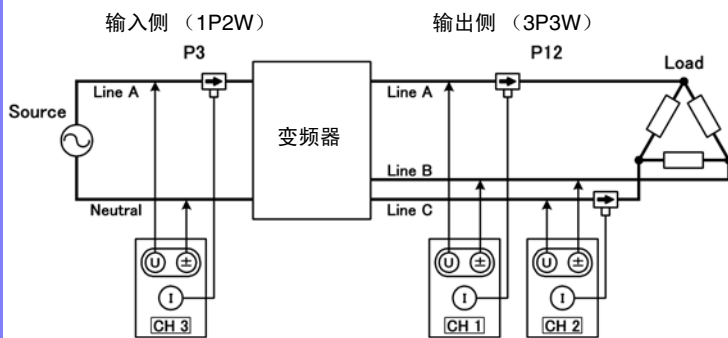 输入侧 （1P2W）
输出侧 （3P3W）
P3
P12
Load
Line A
Line A
Source
变频器
Line B
Neutral
Line C
U ±
U ±
U ±
I
I
I
CH 3
CH 1
CH 2